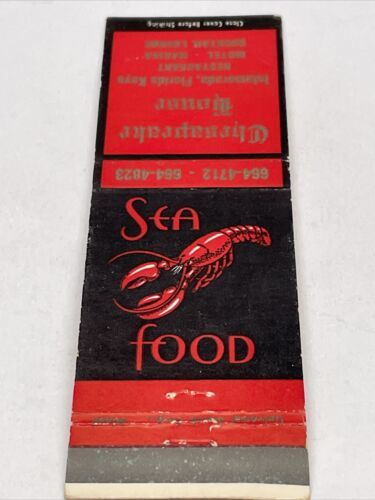 Close Cover Before Striking
Chesapeake
House
Islamorada, Florida Keys
RESTAURANT
MOTEL - MARINA
COCKTAIL LOUNGE
664-4712 - 664-4823
SEA
FOOD